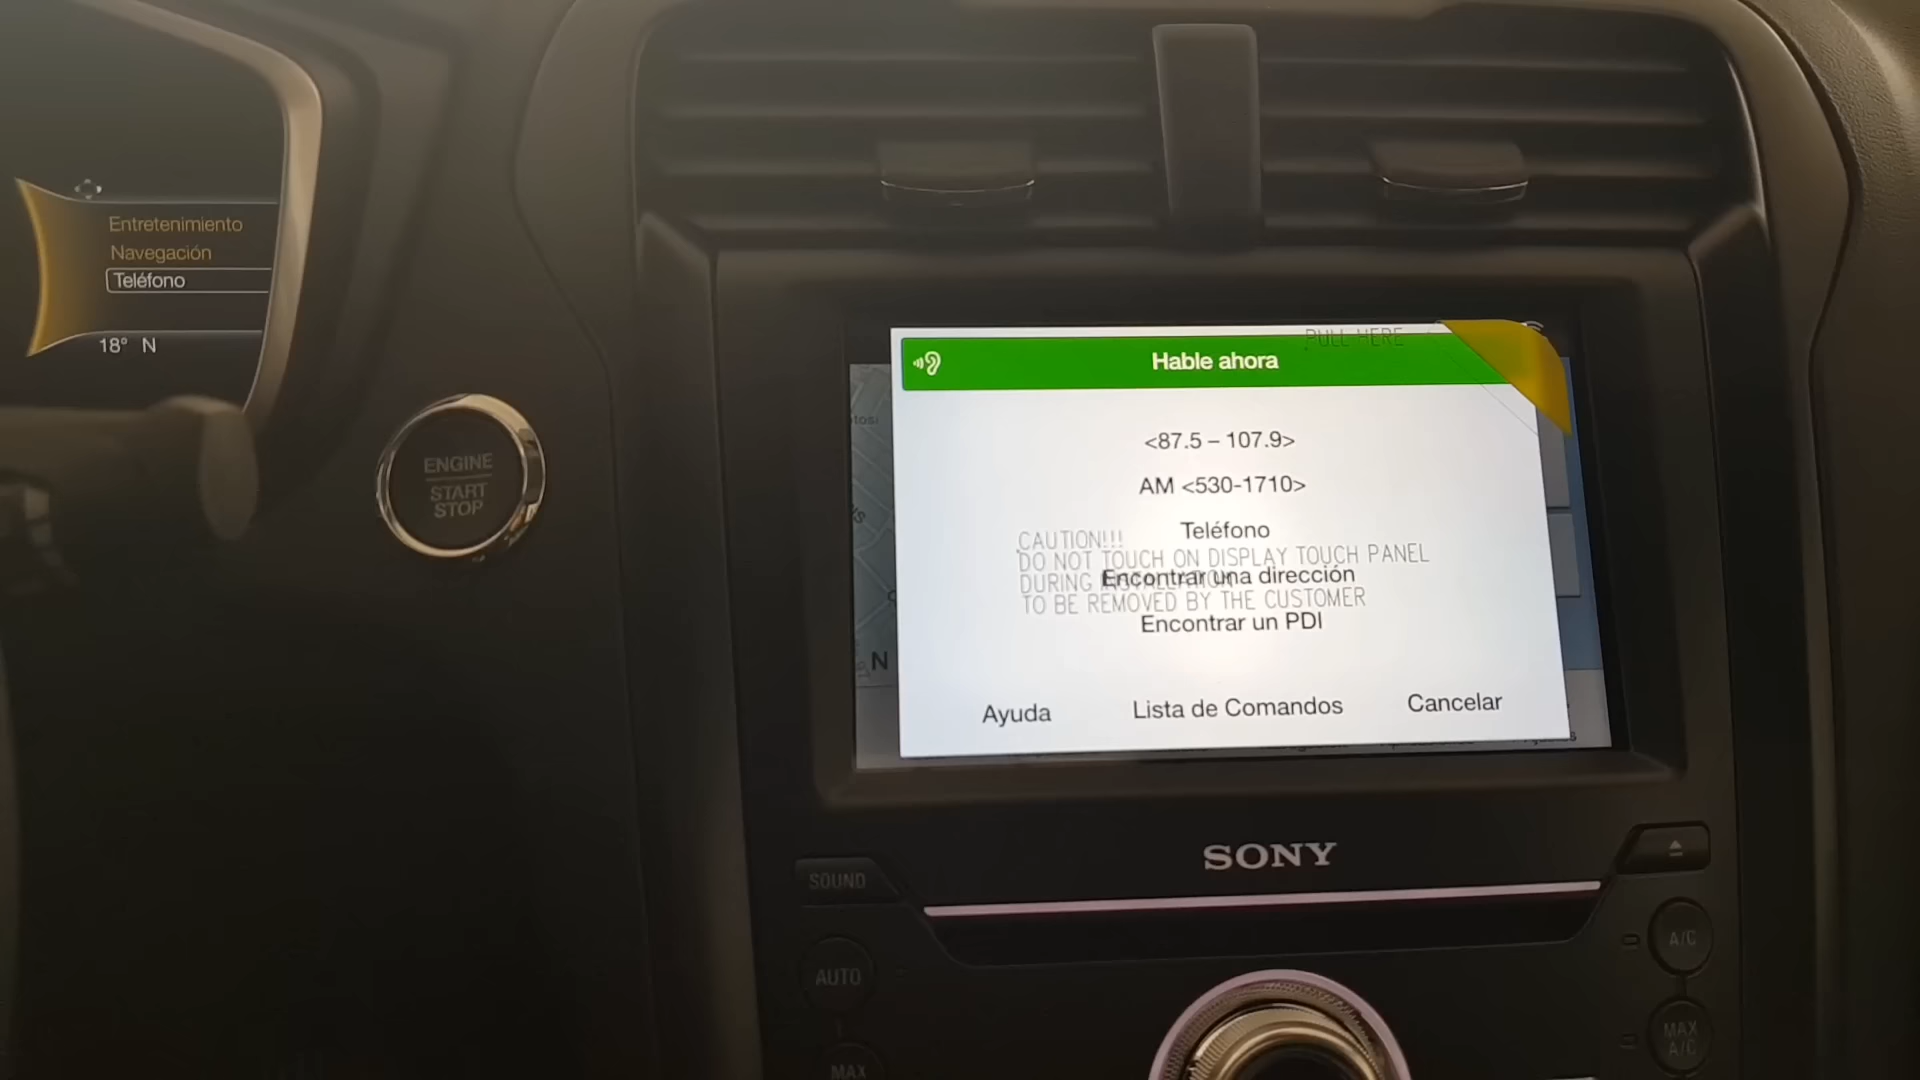 Entretenimiento
Navegación
Teléfono
18° N
ENGINE
START
STOP
PULL HERE
Hable ahora
<87.5 – 107.9>
AM <530-1710>
Teléfono
CAUTION!!!
DO NOT TOUCH ON DISPLAY TOUCH PANEL
Encontrar una dirección
DURING
TO BE REMOVED BY THE CUSTOMER
Encontrar un PDI
N
Ayuda
Lista de Comandos
Cancelar
SONY
SOUND
AUTO
MAX
A/C
MAX
A/C